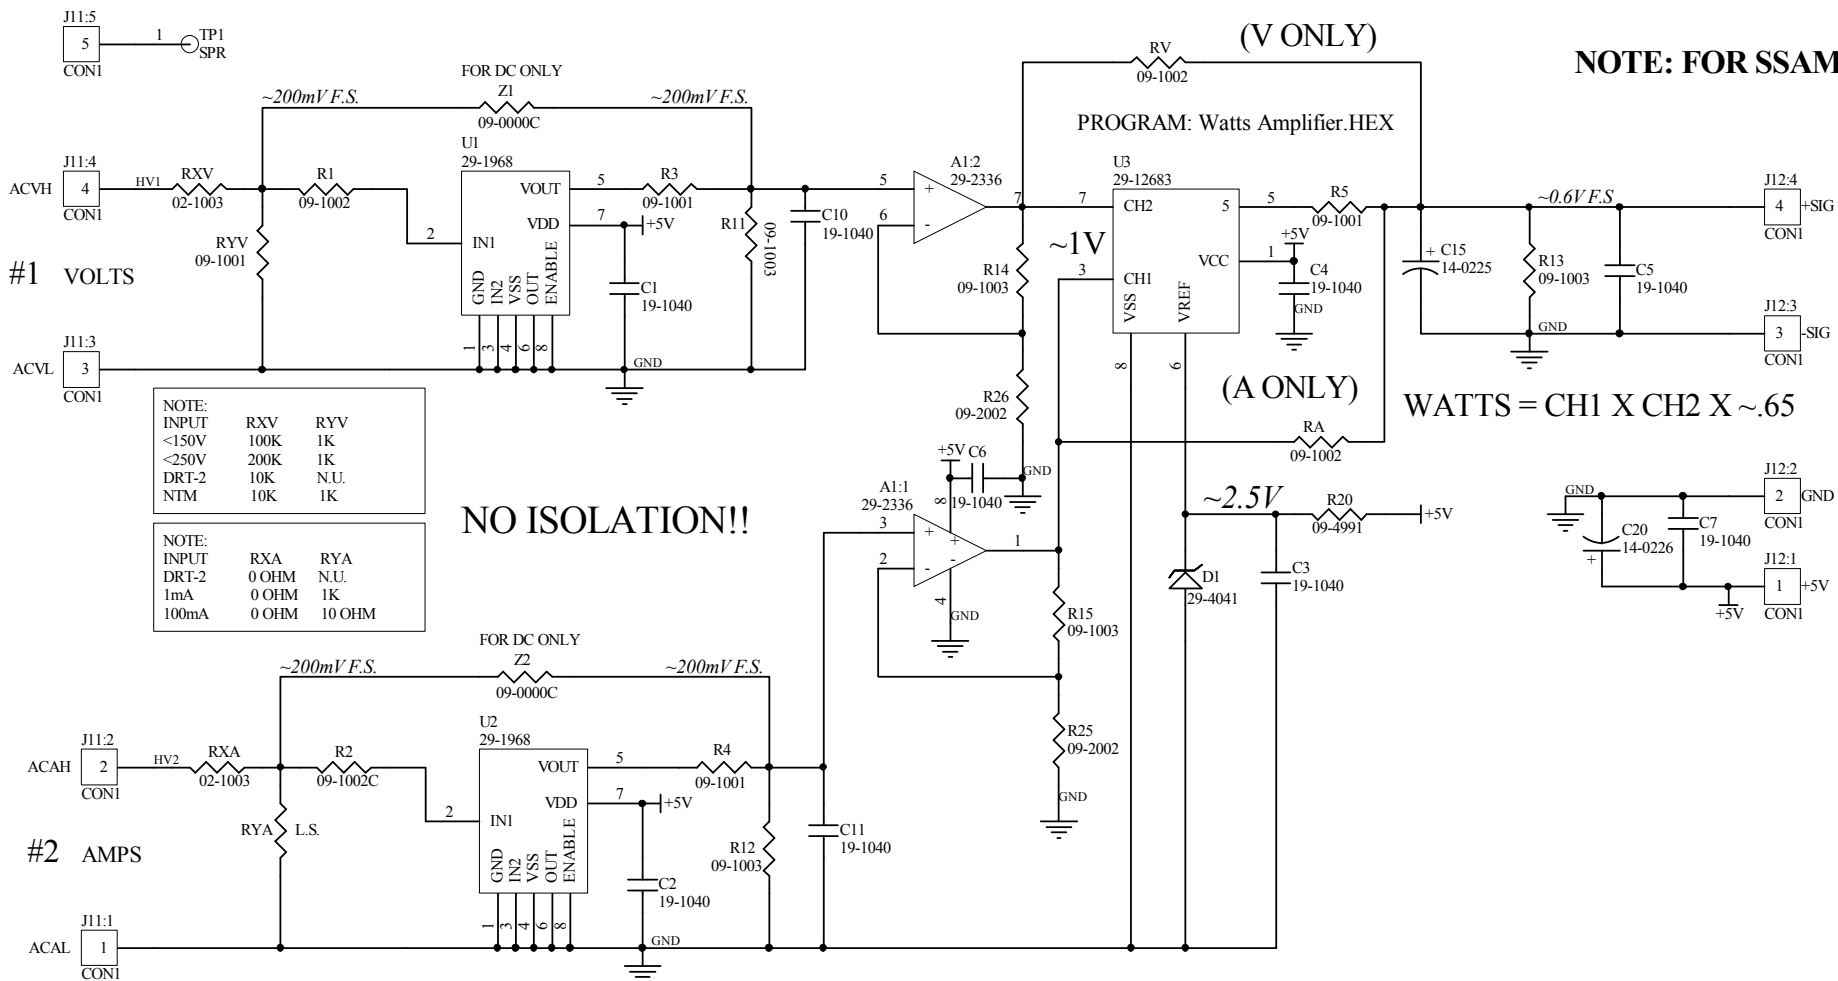 J11:5
5
CON1
1
TP1
SPR
(V ONLY)
RV
09-1002
NOTE: FOR SSAM
FOR DC ONLY
Z1
09-0000C
~200mV F.S.
~200mV F.S.
PROGRAM: Watts Amplifier.HEX
ACVH
J11:4
4
CON1
HV1
RXV
02-1003
R1
09-1002
2
U1
29-1968
VOUT
VDD
IN1
GND
IN2
VSS
OUT
ENABLE
1
3
4
6
8
5
7
+5V
R3
09-1001
R11
09-1003
C10
19-1040
C1
19-1040
GND
RYV
09-1001
#1 VOLTS
ACVL
J11:3
3
CON1
A1:2
29-2336
5
6
+
-
7
R14
09-1003
R26
09-2002
GND
~1V
U3
29-12683
7
CH2
3
CH1
VSS
VREF
8
6
5
5
VCC
1
+5V
C4
19-1040
GND
R5
09-1001
+
C15
14-0225
~0.6V F.S
R13
09-1003
C5
19-1040
GND
J12:4
4
+SIG
CON1
J12:3
3
-SIG
CON1
(A ONLY)
RA
09-1002
WATTS = CH1 X CH2 X ~.65
NOTE:
INPUT RXV RYV
<150V 100K 1K
<250V 200K 1K
DRT-2 10K N.U.
NTM 10K 1K
NOTE:
INPUT RXA RYA
DRT-2 0 OHM N.U.
1mA 0 OHM 1K
100mA 0 OHM 10 OHM
NO ISOLATION!!
+5V
C6
19-1040
A1:1
29-2336
3
2
+
-
+
-
8
4
GND
1
R15
09-1003
R25
09-2002
GND
~2.5V
R20
09-4991
+5V
D1
29-4041
C3
19-1040
GND
C20
14-0226
+
C7
19-1040
+5V
J12:2
2
GND
CON1
J12:1
1
+5V
CON1
FOR DC ONLY
Z2
09-0000C
~200mV F.S.
~200mV F.S.
ACAH
J11:2
2
CON1
HV2
RXA
02-1003
R2
09-1002C
2
U2
29-1968
VOUT
VDD
IN1
GND
IN2
VSS
OUT
ENABLE
1
3
4
6
8
5
7
+5V
R4
09-1001
R12
09-1003
C11
19-1040
C2
19-1040
GND
RYA
L.S.
#2 AMPS
ACAL
J11:1
1
CON1